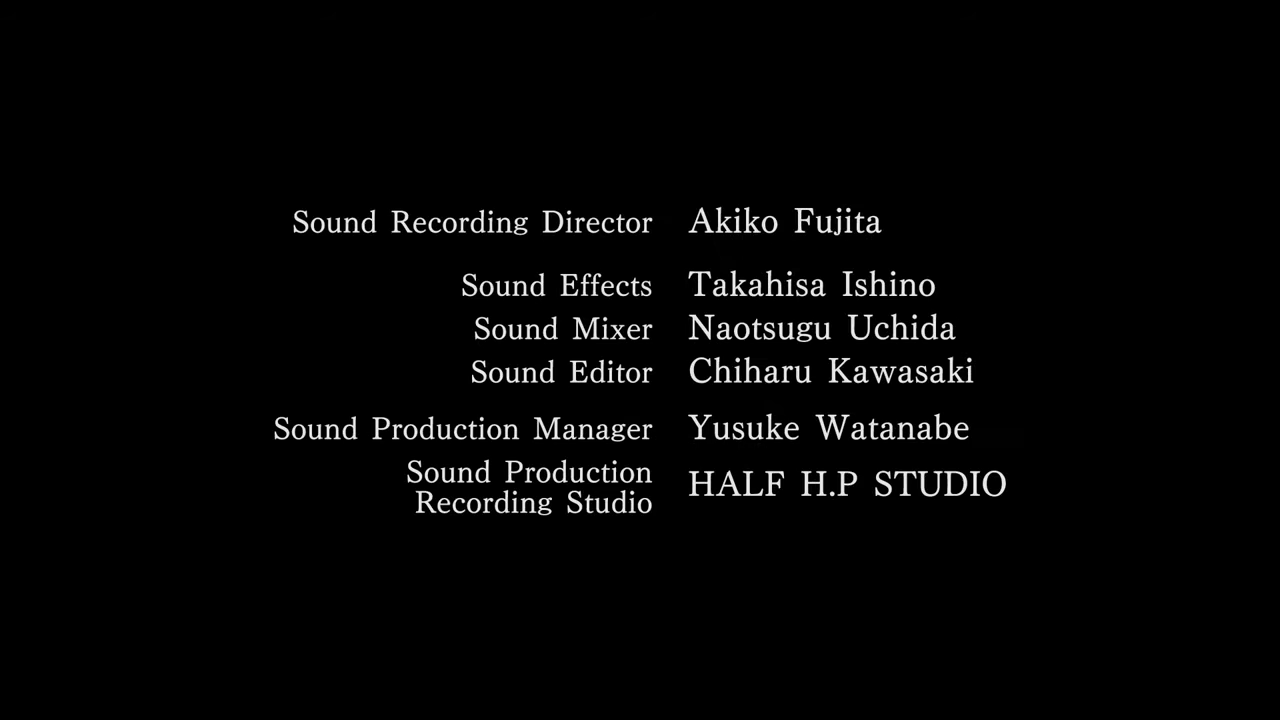 Sound Recording Director Akiko Fujita
Sound Effects Takahisa Ishino
Sound Mixer Naotsugu Uchida
Sound Editor Chiharu Kawasaki
Sound Production Manager Yusuke Watanabe
Sound Production
Recording Studio HALF H.P STUDIO